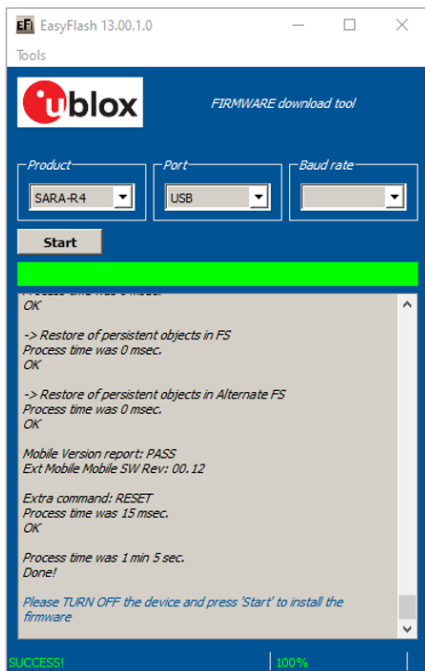 EasyFlash 13.00.1.0
Tools
ublox
FIRMWARE download tool
Product
Port
Baud rate
SARA-R4
USB
Start
OK
-> Restore of persistent objects in FS
Process time was 0 msec.
OK
-> Restore of persistent objects in Alternate FS
Process time was 0 msec.
OK
Mobile Version report: PASS
Ext Mobile Mobile SW Rev: 00.12
Extra command: RESET
Process time was 15 msec.
OK
Process time was 1 min 5 sec.
Done!
Please TURN OFF the device and press 'Start' to install the
firmware
SUCCESS!
100%